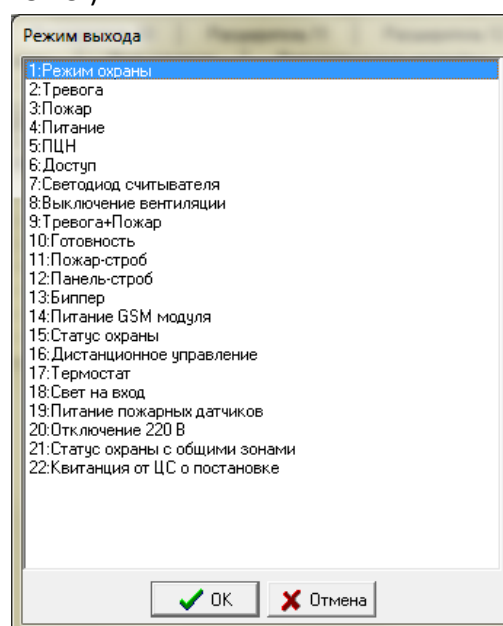 Режим выхода
1:Режим охраны
2:Тревога
3:Пожар
4:Питание
5:ПЦН
6:Доступ
7:Светодиод считывателя
8:Выключение вентиляции
9:Тревога+Пожар
10:Готовность
11:Пожар-строб
12:Панель-строб
13:Биппер
14:Питание GSM модуля
15:Статус охраны
16:Дистанционное управление
17:Термостат
18:Свет на вход
19:Питание пожарных датчиков
20:Отключение 220 В
21:Статус охраны с общими зонами
22:Квитанция от ЦС о постановке
OK Отмена